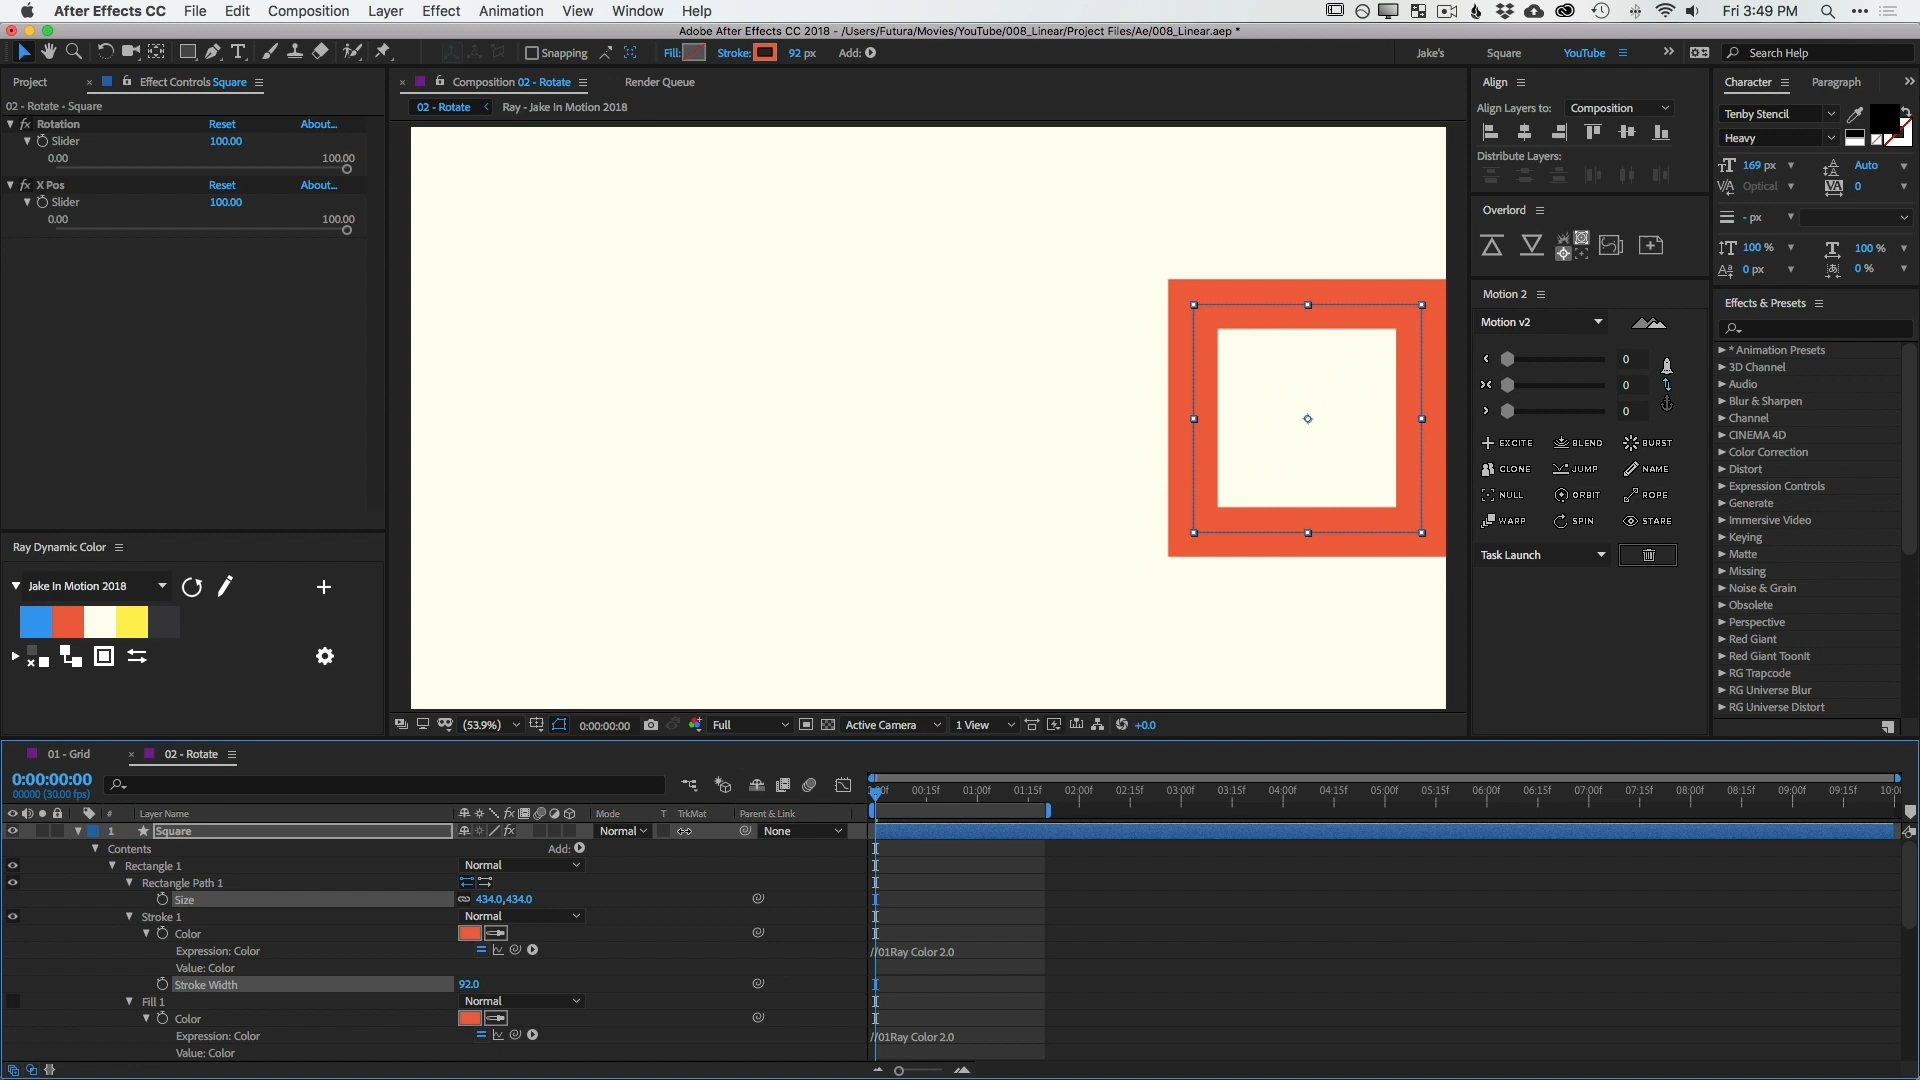 After Effects CC File Edit Composition Layer Effect Animation View Window Help Fri 3:49 PM
Adobe After Effects CC 2018 - /Users/Futura/Movies/YouTube/008_Linear/Project Files/Ae/008_Linear.aep *
Snapping Fill: Stroke: 92 px Add: Jake's Square YouTube Search Help
Project Effect Controls Square
02 - Rotate • Square
fx Rotation Reset About...
Slider 100.00
0.00 100.00
fx X Pos Reset About...
Slider 100.00
0.00 100.00
Ray Dynamic Color
Jake In Motion 2018
Composition 02 - Rotate Render Queue
02 - Rotate Ray - Jake In Motion 2018
(53.9%) 0:00:00:00 Full Active Camera 1 View +0.0
Align
Align Layers to: Composition
Distribute Layers:
Overlord
Motion 2
Motion v2
0
0
0
EXCITE BLEND BURST
CLONE JUMP NAME
NULL ORBIT ROPE
WARP SPIN STARE
Task Launch
Character Paragraph
Tenby Stencil
Heavy
169 px Auto
Optical 0
- px
100 % 100 %
0 px 0 %
Effects & Presets
* Animation Presets
3D Channel
Audio
Blur & Sharpen
Channel
CINEMA 4D
Color Correction
Distort
Expression Controls
Generate
Immersive Video
Keying
Matte
Missing
Noise & Grain
Obsolete
Perspective
Red Giant
Red Giant ToonIt
RG Trapcode
RG Universe Blur
RG Universe Distort
01 - Grid 02 - Rotate
0:00:00:00
00000 (30.00 fps)
00:15f 01:00f 01:15f 02:00f 02:15f 03:00f 03:15f 04:00f 04:15f 05:00f 05:15f 06:00f 06:15f 07:00f 07:15f 08:00f 08:15f 09:00f 09:15f 10:0
# Layer Name fx Mode T TrkMat Parent & Link
1 Square fx Normal None
Contents Add:
Rectangle 1 Normal
Rectangle Path 1
Size 434.0,434.0
Stroke 1 Normal
Color
Expression: Color //01Ray Color 2.0
Value: Color
Stroke Width 92.0
Fill 1 Normal
Color
Expression: Color //01Ray Color 2.0
Value: Color